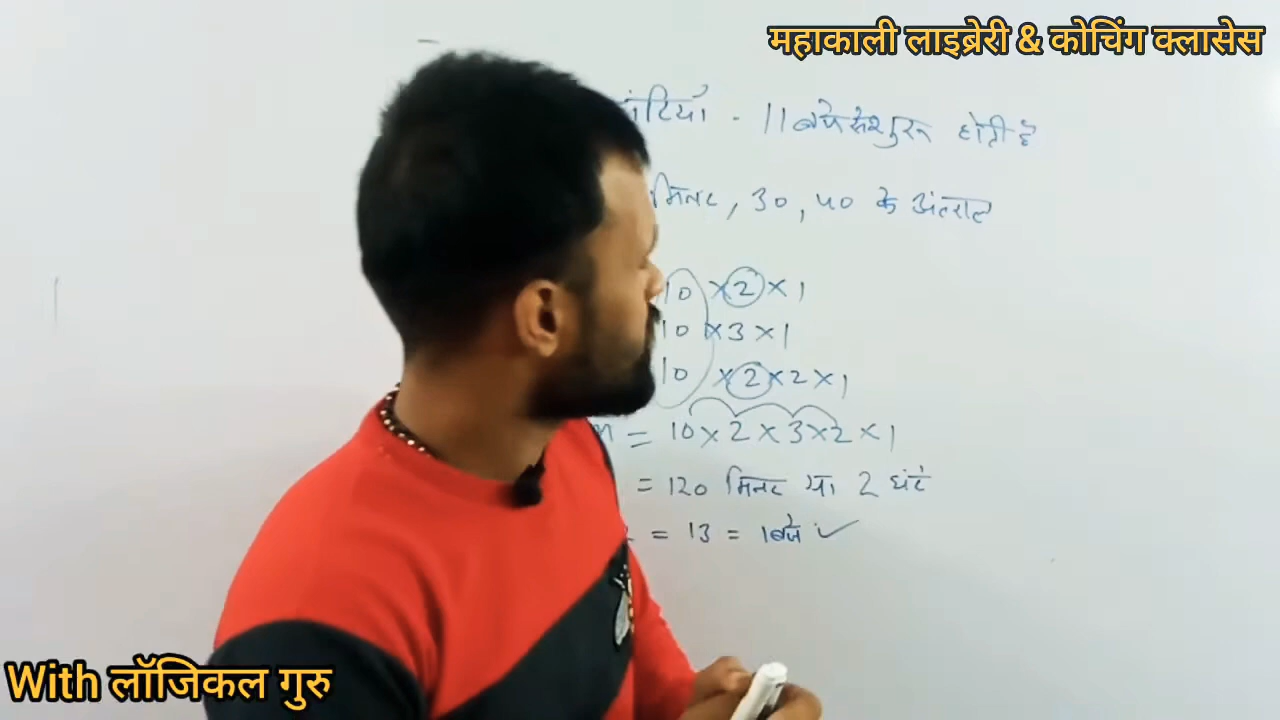 महाकाली लाइब्रेरी & कोचिंग क्लासेस
घंटियाँ - 11 बजे से शुरू होती है
मिनट, 30, 40 के अंतराल
10 × 2 × 1
10 × 3 × 1
10 × 2 × 2 × 1
= 10 × 2 × 3 × 2 × 1
= 120 मिनट या 2 घंटे
= 13 = 1 बजे ✓
With लॉजिकल गुरु